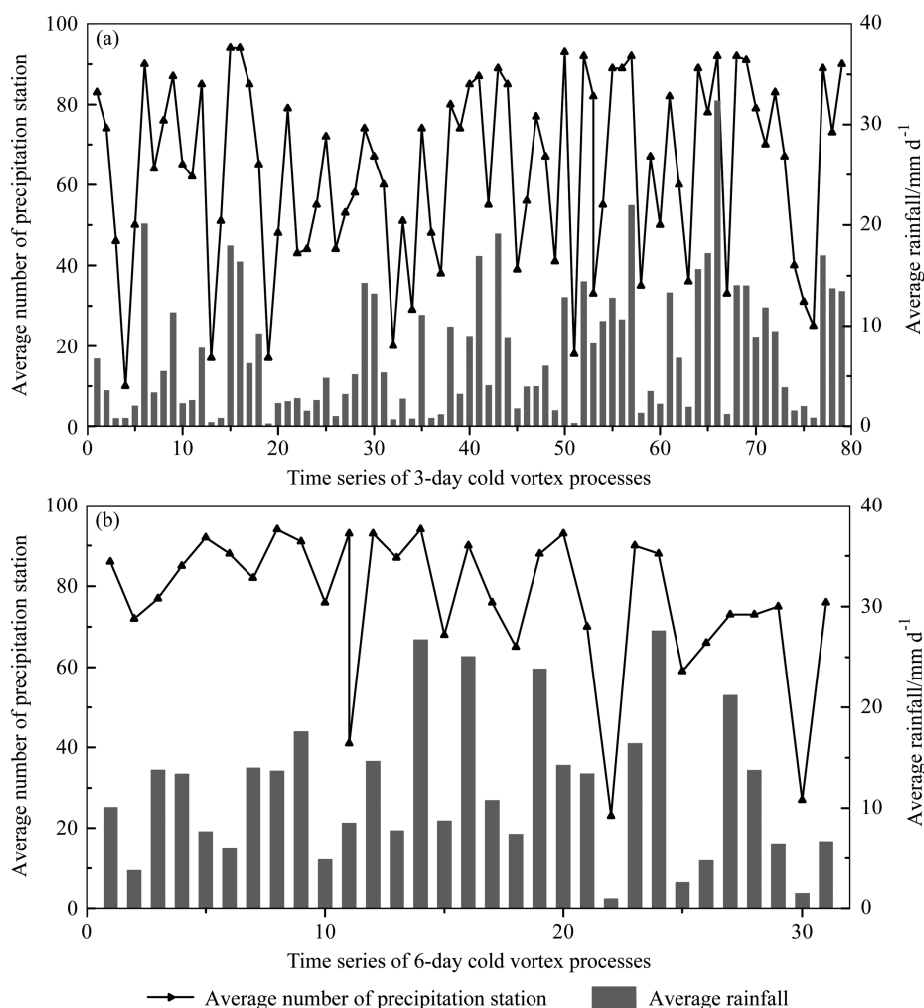 (a)
Average number of precipitation station
100
80
60
40
20
0
Average rainfall/mm d⁻¹
40
30
20
10
0
0 10 20 30 40 50 60 70 80
Time series of 3-day cold vortex processes
(b)
Average number of precipitation station
100
80
60
40
20
0
Average rainfall/mm d⁻¹
40
30
20
10
0
0 10 20 30
Time series of 6-day cold vortex processes
Average number of precipitation station Average rainfall